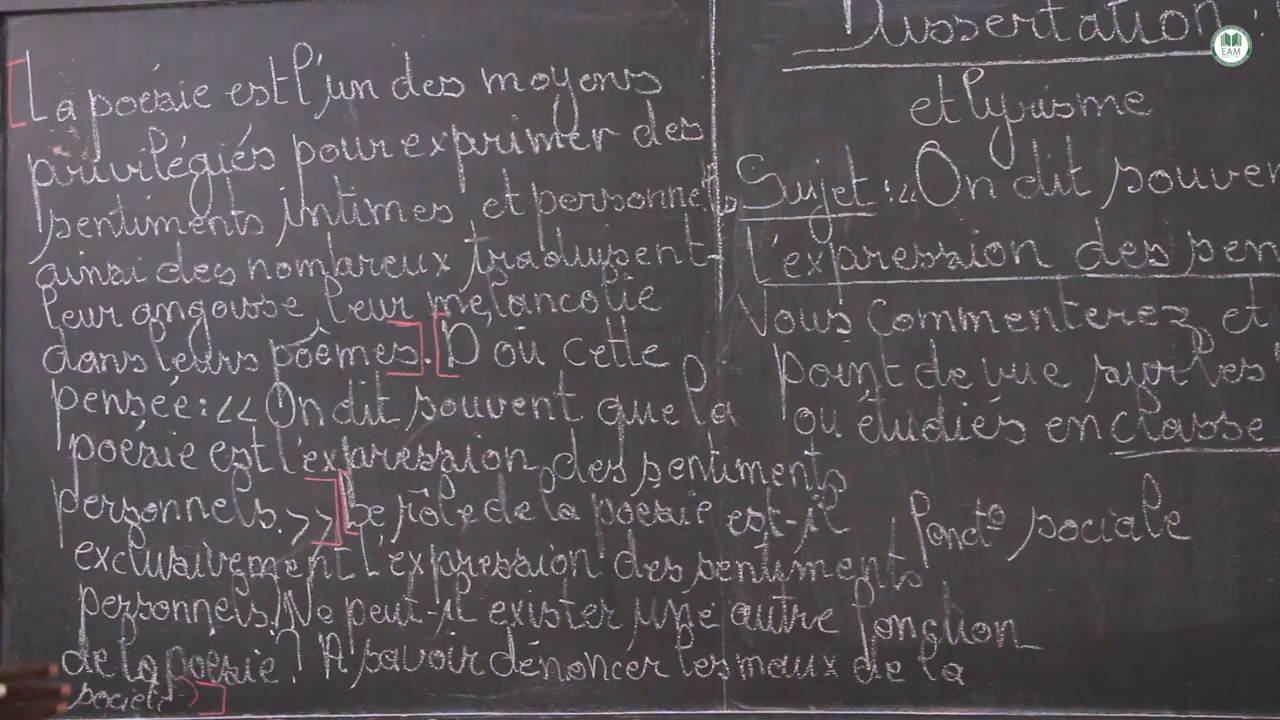 La poésie est l'un des moyens
privilégiés pour exprimer des
sentiments intimes et personnels
ainsi des nombreux traduisent
leur angoisse leur mélancolie
dans leurs poêmes. D où cette
pensée : << On dit souvent que la
poésie est l'expression des sentiments
personnels. >> Le rôle de la poesie est-il
exclusivement l'expression des sentiments
personnels, Ne peut-il exister une autre fonction
de la poésie ? A savoir dénoncer les maux de la
societé
Dissertation :
et lyrisme
Sujet : << On dit souven
l'expression des sen
Vous commenterez et
point de vue sur les
ou étudiés en classe
fonct° sociale
EAM